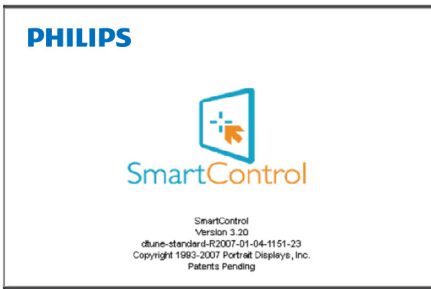 PHILIPS
SmartControl
SmartControl
Version 3.20
dtune-standard-R2007-01-04-1151-23
Copyright 1993-2007 Portrait Displays, Inc.
Patents Pending